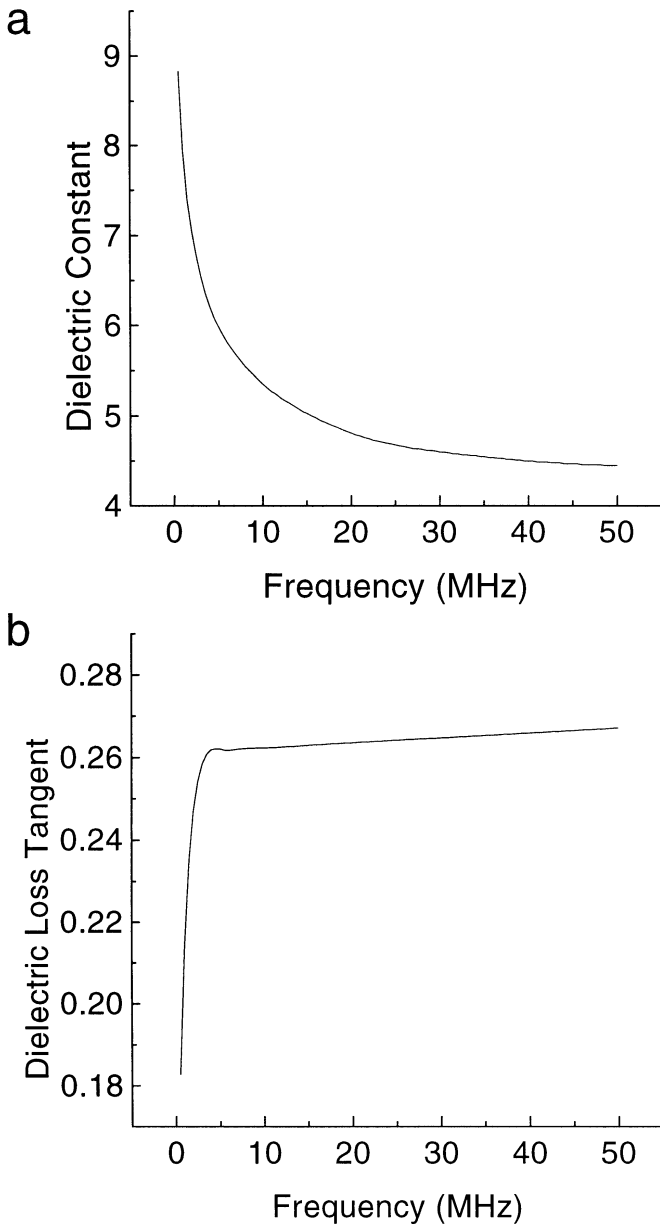 a
Dielectric Constant
9
8
7
6
5
4
0 10 20 30 40 50
Frequency (MHz)
b
Dielectric Loss Tangent
0.28
0.26
0.24
0.22
0.20
0.18
0 10 20 30 40 50
Frequency (MHz)